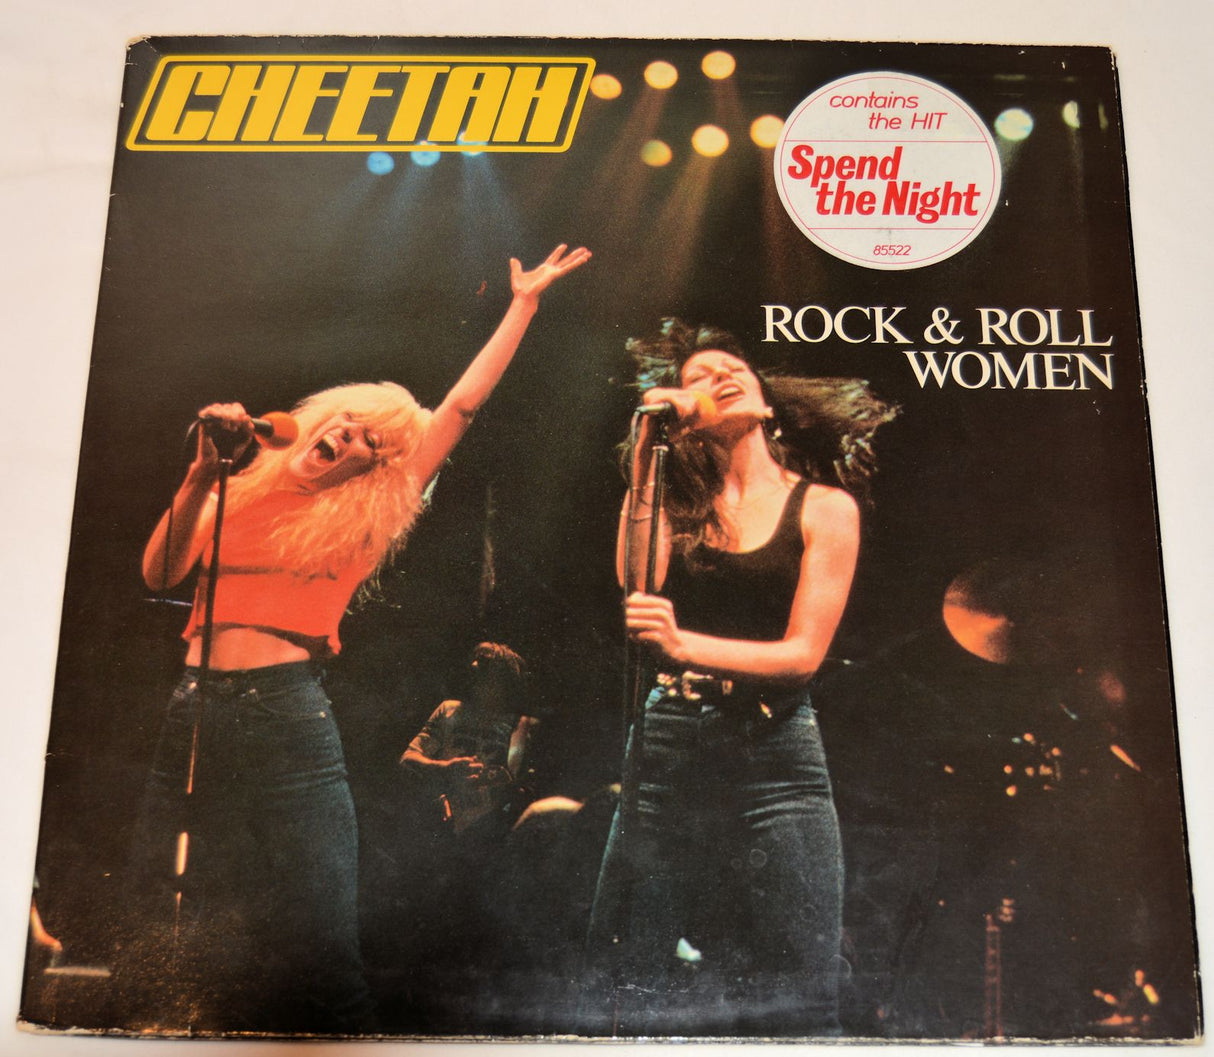 CHEETAH
contains
the HIT
Spend
the Night
85522
ROCK & ROLL
WOMEN